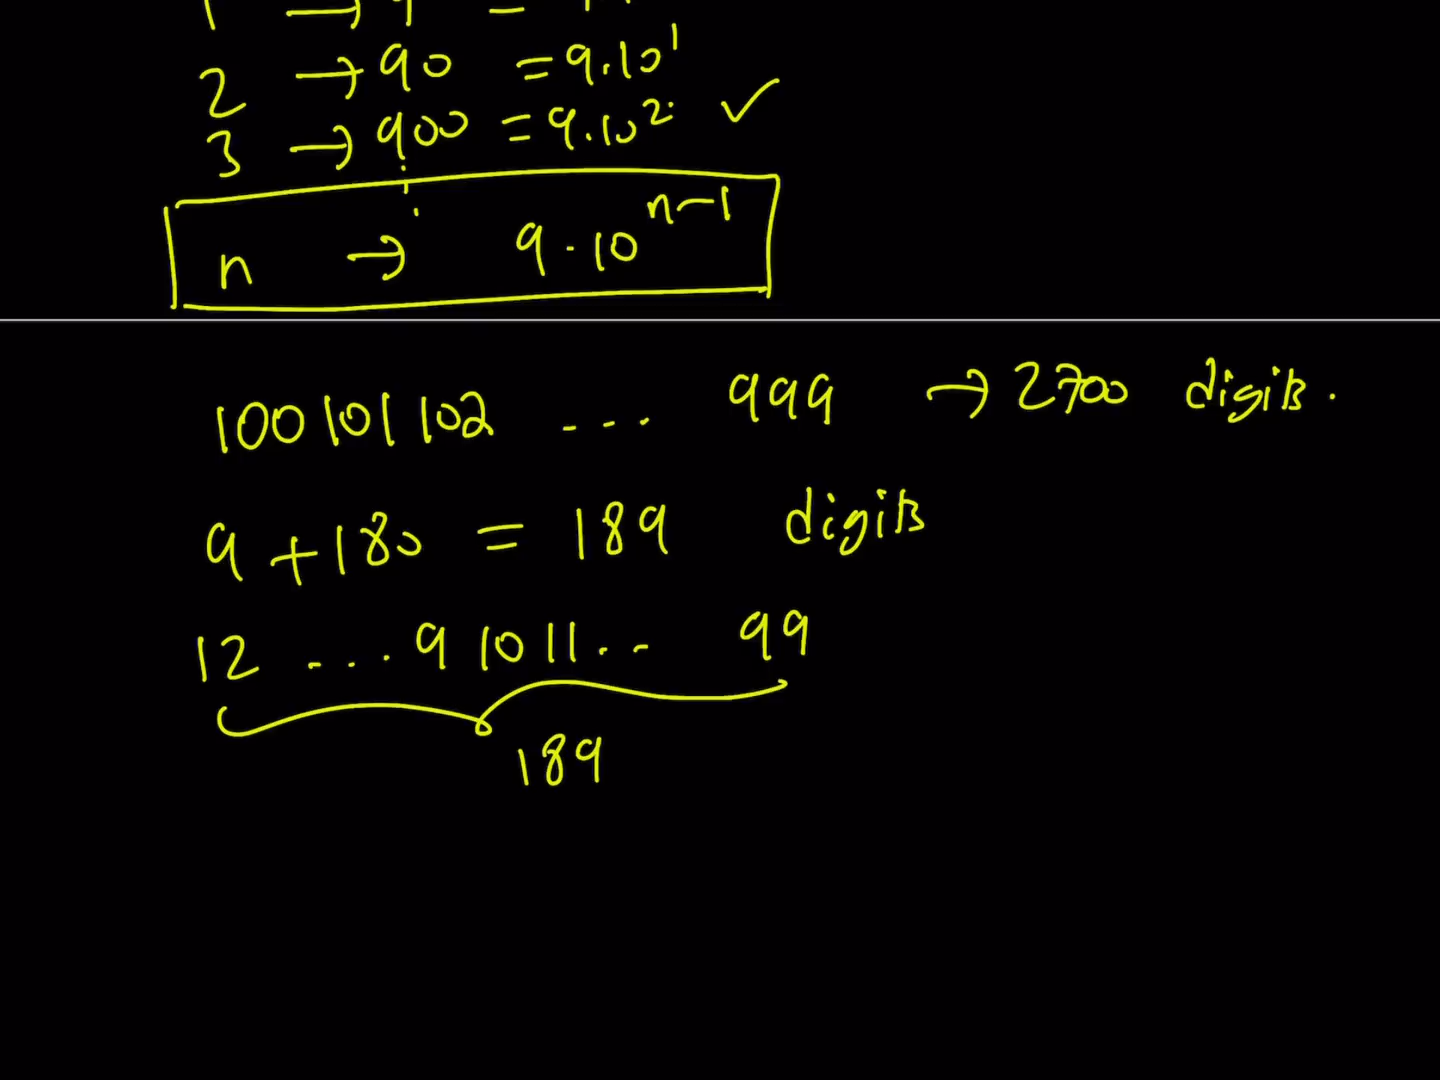 2 → 90 = 9.10¹
3 → 900 = 9.10² ✓
n → 9 · 10ⁿ⁻¹
100 101 102 ... 999 → 2700 digits.
9 + 180 = 189 digits
12 ... 9 10 11 .. 99
189